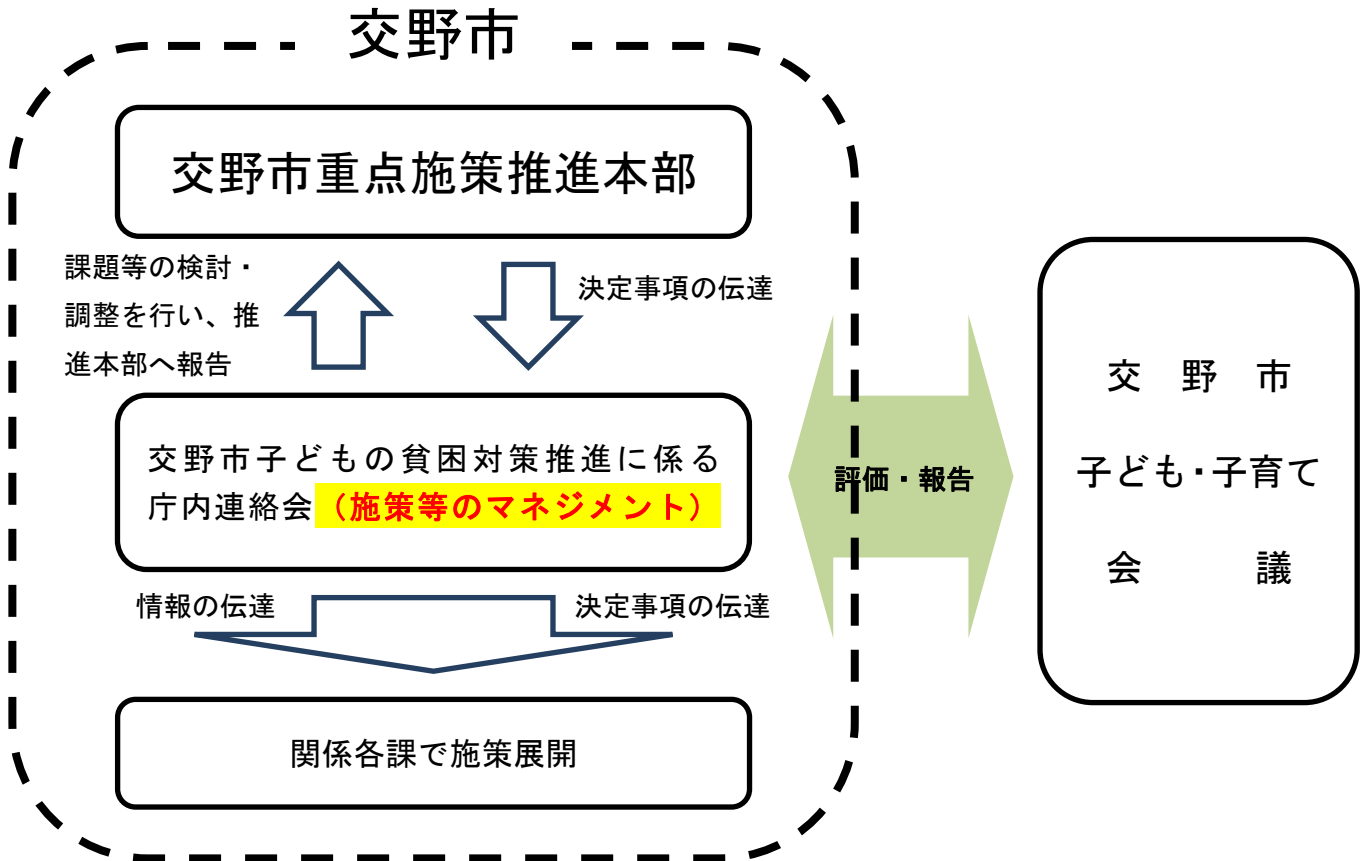 交野市
交野市重点施策推進本部
課題等の検討・
調整を行い、推
進本部へ報告
決定事項の伝達
交野市子どもの貧困対策推進に係る
庁内連絡会（施策等のマネジメント）
情報の伝達
決定事項の伝達
関係各課で施策展開
評価・報告
交　野　市
子ども・子育て
会　　　議